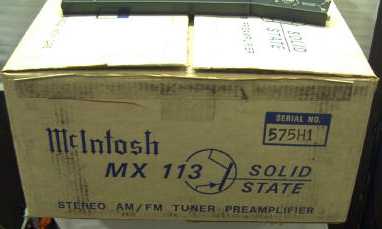 SOLID
STATE
SERIAL NO.
575H1
McIntosh
MX 113
SOLID
STATE
STEREO AM/FM TUNER PREAMPLIFIER